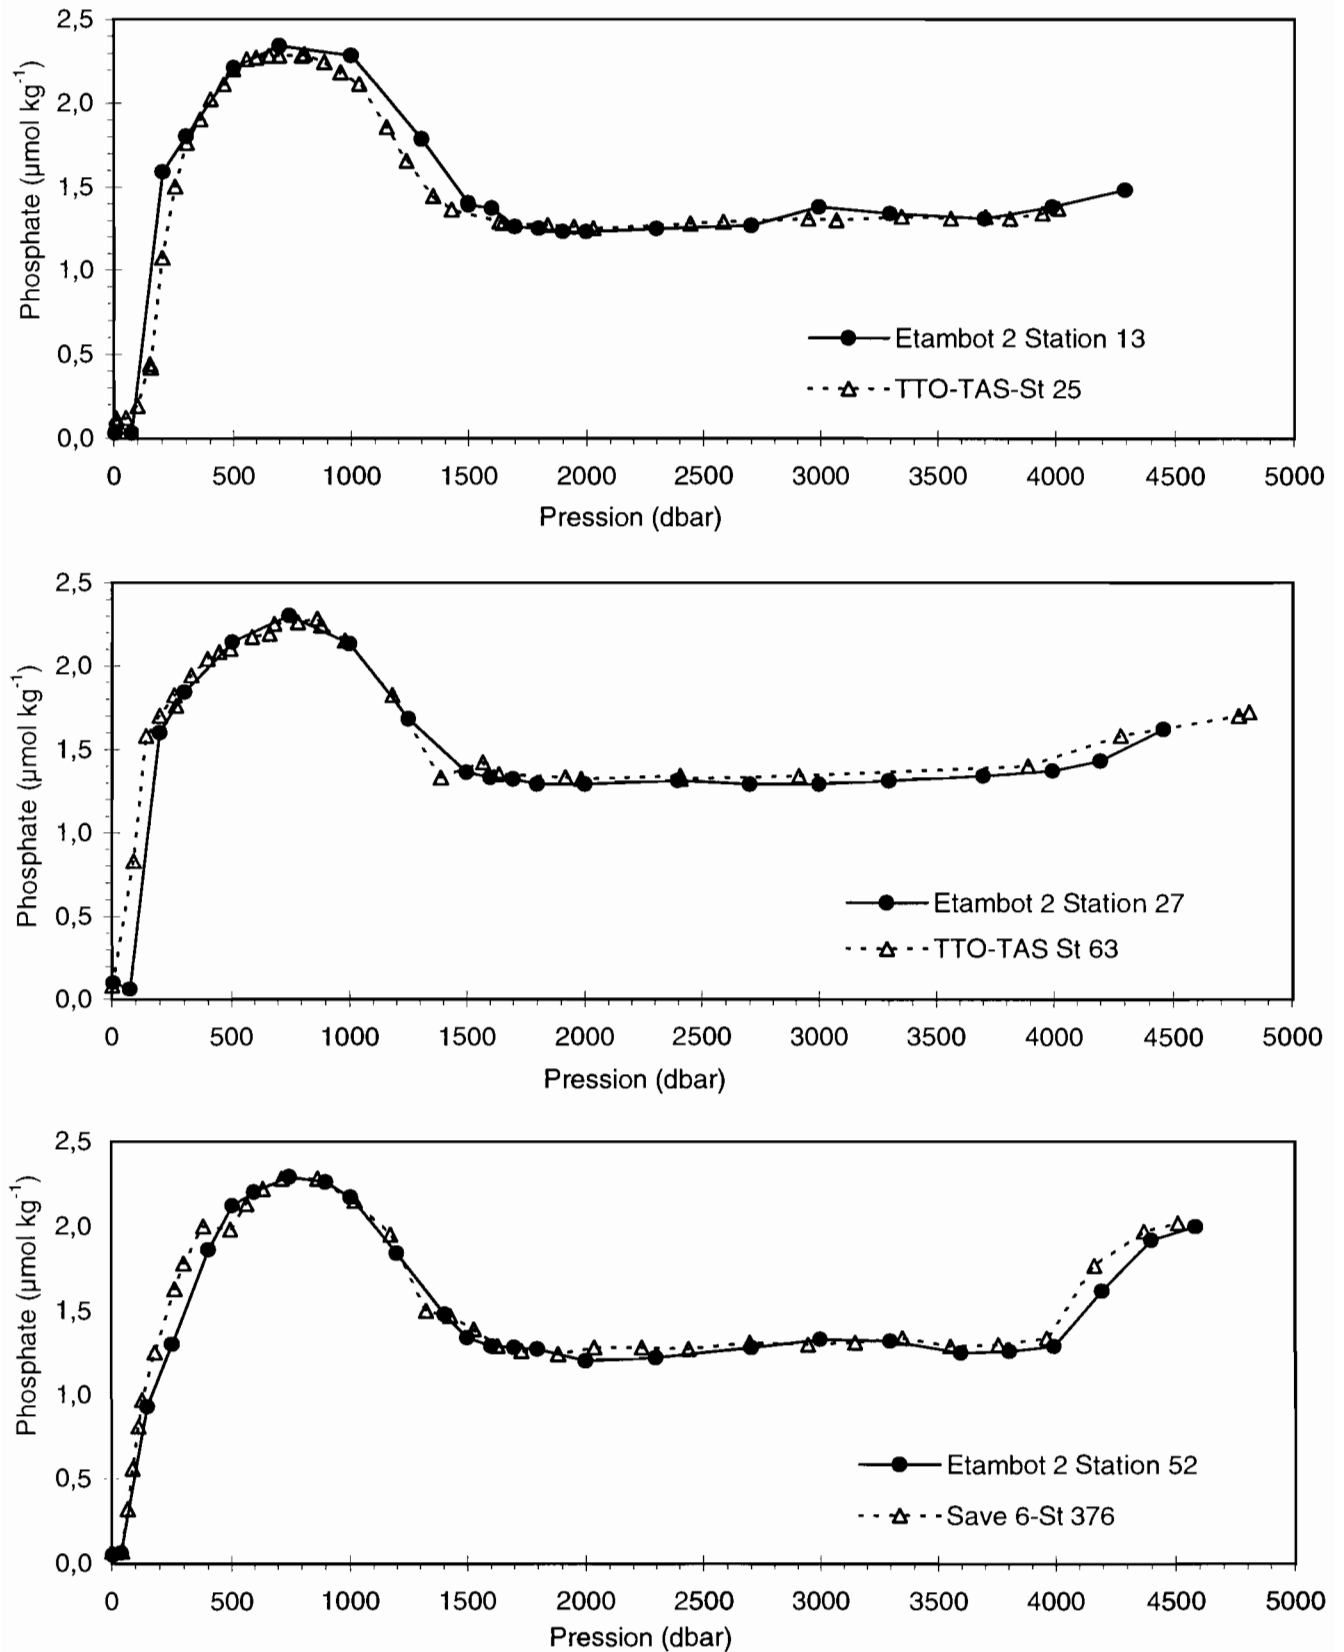 2,5
2,0
1,5
1,0
0,5
0,0
Phosphate (µmol kg⁻¹)
Etambot 2 Station 13
TTO-TAS-St 25
0 500 1000 1500 2000 2500 3000 3500 4000 4500 5000
Pression (dbar)
2,5
2,0
1,5
1,0
0,5
0,0
Phosphate (µmol kg⁻¹)
Etambot 2 Station 27
TTO-TAS St 63
0 500 1000 1500 2000 2500 3000 3500 4000 4500 5000
Pression (dbar)
2,5
2,0
1,5
1,0
0,5
0,0
Phosphate (µmol kg⁻¹)
Etambot 2 Station 52
Save 6-St 376
0 500 1000 1500 2000 2500 3000 3500 4000 4500 5000
Pression (dbar)